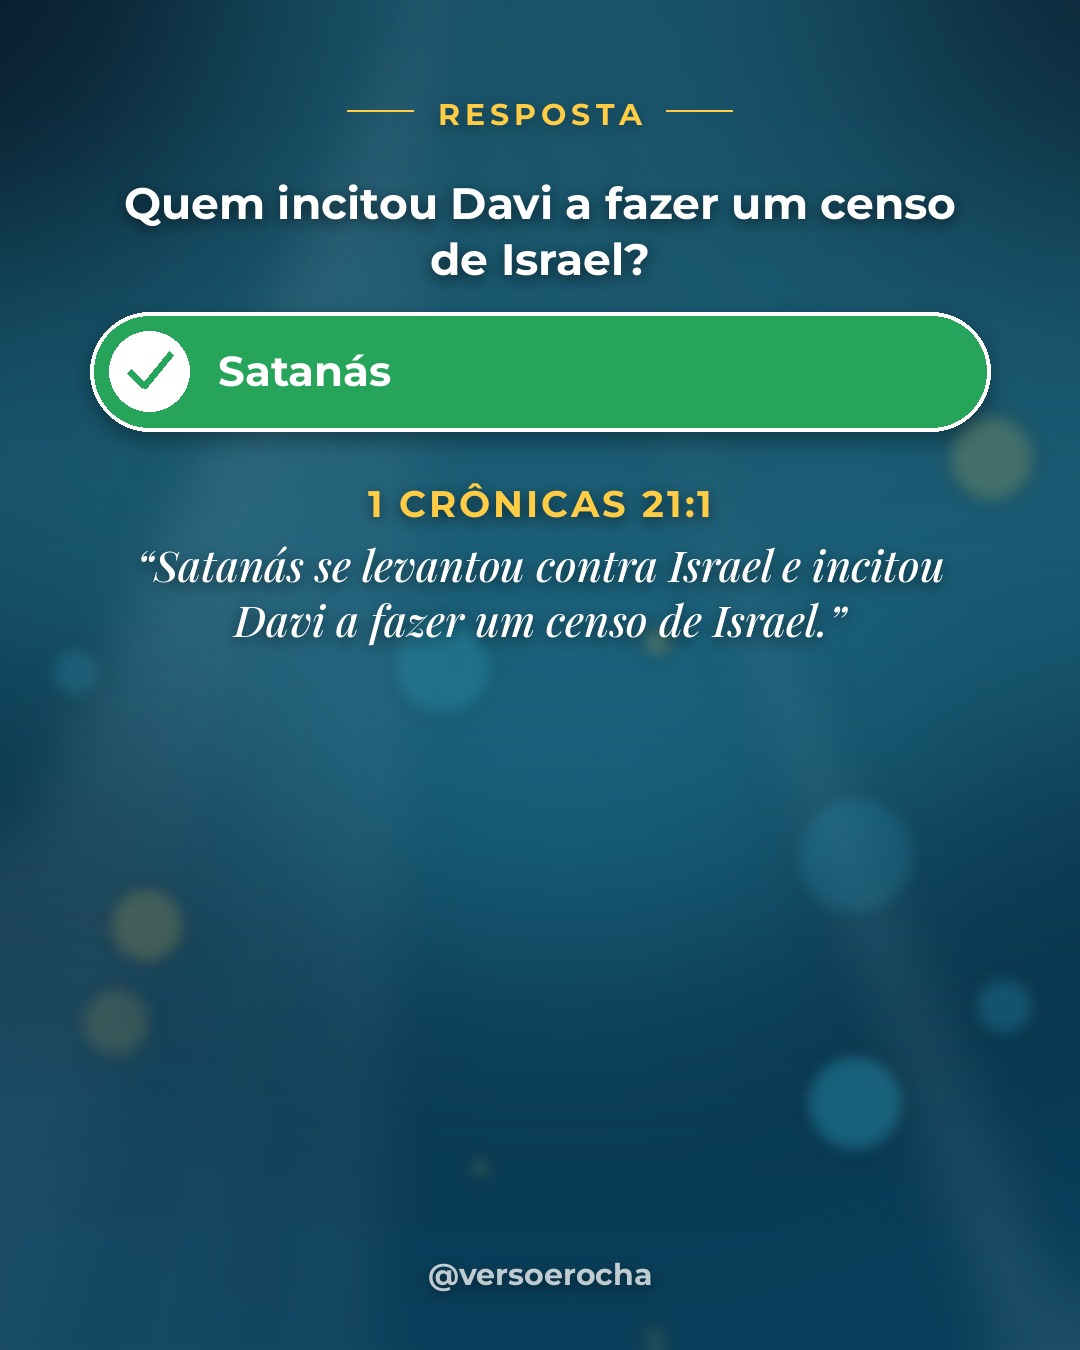 RESPOSTA
Quem incitou Davi a fazer um censo
de Israel?
Satanás
1 CRÔNICAS 21:1
“Satanás se levantou contra Israel e incitou
Davi a fazer um censo de Israel.”
@versoerocha